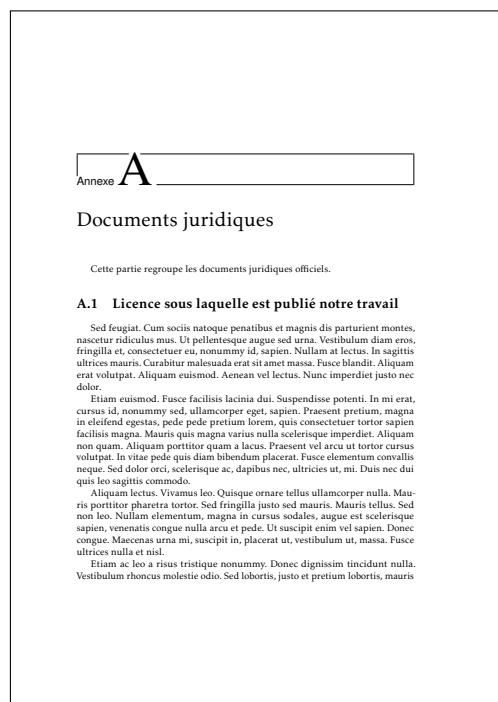 Annexe A
Documents juridiques
Cette partie regroupe les documents juridiques officiels.
A.1 Licence sous laquelle est publié notre travail
Sed feugiat. Cum sociis natoque penatibus et magnis dis parturient montes,
nascetur ridiculus mus. Ut pellentesque augue sed urna. Vestibulum diam eros,
fringilla et, consectetuer eu, nonummy id, sapien. Nullam at lectus. In sagittis
ultrices mauris. Curabitur malesuada erat sit amet massa. Fusce blandit. Aliquam
erat volutpat. Aliquam euismod. Aenean vel lectus. Nunc imperdiet justo nec
dolor.
Etiam euismod. Fusce facilisis lacinia dui. Suspendisse potenti. In mi erat,
cursus id, nonummy sed, ullamcorper eget, sapien. Praesent pretium, magna
in eleifend egestas, pede pede pretium lorem, quis consectetuer tortor sapien
facilisis magna. Mauris quis magna varius nulla scelerisque imperdiet. Aliquam
non quam. Aliquam porttitor quam a lacus. Praesent vel arcu ut tortor cursus
volutpat. In vitae pede quis diam bibendum placerat. Fusce elementum convallis
neque. Sed dolor orci, scelerisque ac, dapibus nec, ultricies ut, mi. Duis nec dui
quis leo sagittis commodo.
Aliquam lectus. Vivamus leo. Quisque ornare tellus ullamcorper nulla. Mau-
ris porttitor pharetra tortor. Sed fringilla justo sed mauris. Mauris tellus. Sed
non leo. Nullam elementum, magna in cursus sodales, augue est scelerisque
sapien, venenatis congue nulla arcu et pede. Ut suscipit enim vel sapien. Donec
congue. Maecenas urna mi, suscipit in, placerat ut, vestibulum ut, massa. Fusce
ultrices nulla et nisl.
Etiam ac leo a risus tristique nonummy. Donec dignissim tincidunt nulla.
Vestibulum rhoncus molestie odio. Sed lobortis, justo et pretium lobortis, mauris